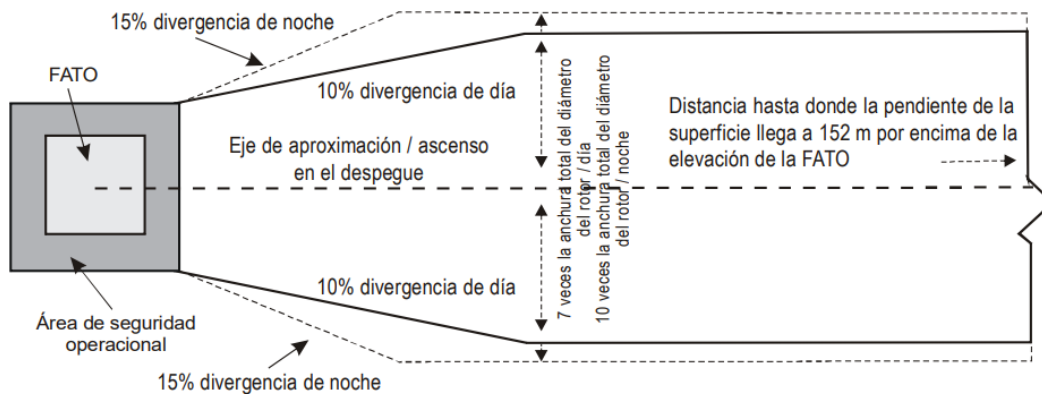 15% divergencia de noche
FATO
10% divergencia de día
Eje de aproximación / ascenso
en el despegue
7 veces la anchura total del diámetro
del rotor / día
10 veces la anchura total del diámetro
del rotor / noche
Distancia hasta donde la pendiente de la
superficie llega a 152 m por encima de la
elevación de la FATO
10% divergencia de día
Área de seguridad
operacional
15% divergencia de noche